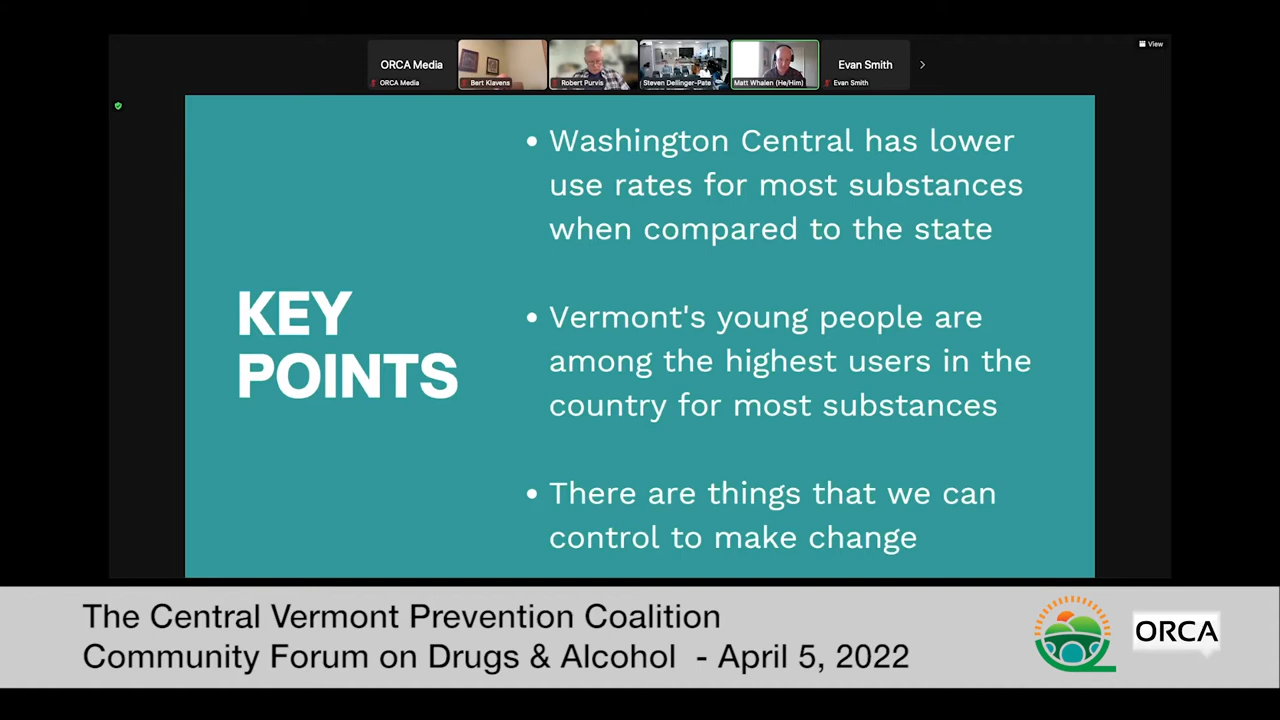 View
ORCA Media
Evan Smith
ORCA Media
Bert Klavens
Robert Purvis
Steven Dellinger-Pate
Matt Whalen (He/Him)
Evan Smith
KEY
POINTS
• Washington Central has lower
use rates for most substances
when compared to the state
• Vermont's young people are
among the highest users in the
country for most substances
• There are things that we can
control to make change
The Central Vermont Prevention Coalition
Community Forum on Drugs & Alcohol - April 5, 2022
ORCA